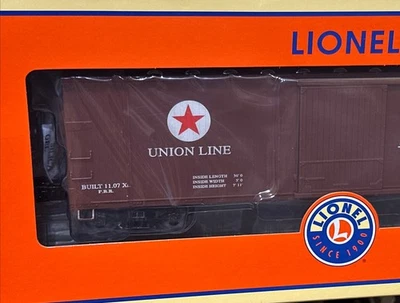 LIONEL
UNION LINE
BUILT 11.07 X.
P.R.R.
INSIDE LENGTH
INSIDE WIDTH
INSIDE HEIGHT
LIONEL
L
SINCE 1900